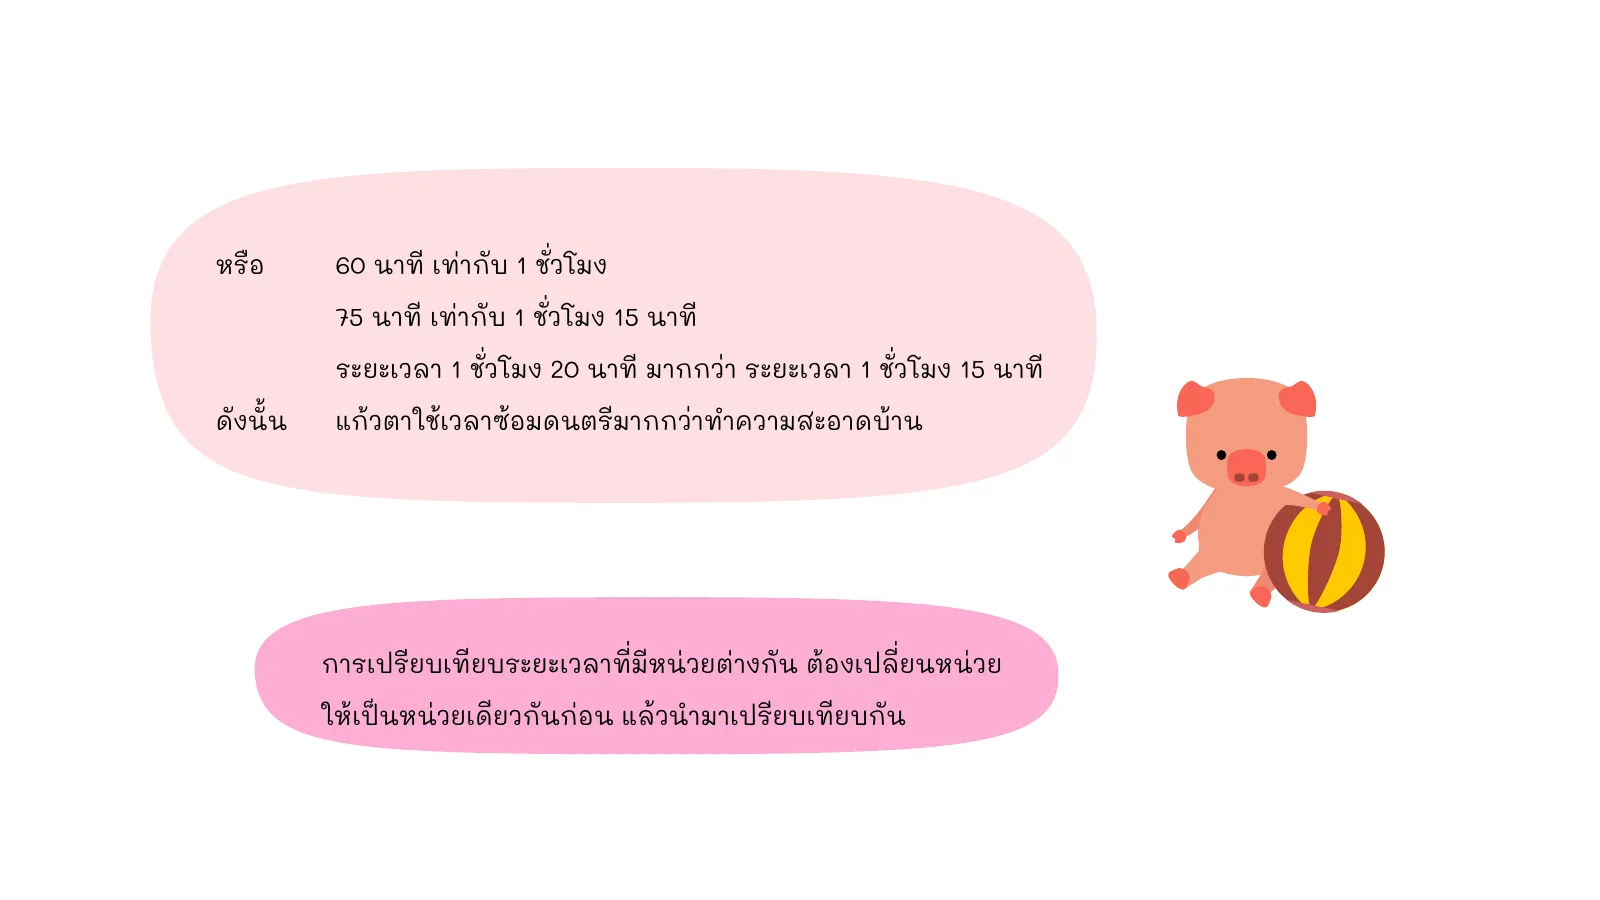 หรือ 60 นาที เท่ากับ 1 ชั่วโมง
75 นาที เท่ากับ 1 ชั่วโมง 15 นาที
ระยะเวลา 1 ชั่วโมง 20 นาที มากกว่า ระยะเวลา 1 ชั่วโมง 15 นาที
ดังนั้น แก้วตาใช้เวลาซ้อมดนตรีมากกว่าทำความสะอาดบ้าน
การเปรียบเทียบระยะเวลาที่มีหน่วยต่างกัน ต้องเปลี่ยนหน่วย
ให้เป็นหน่วยเดียวกันก่อน แล้วนำมาเปรียบเทียบกัน